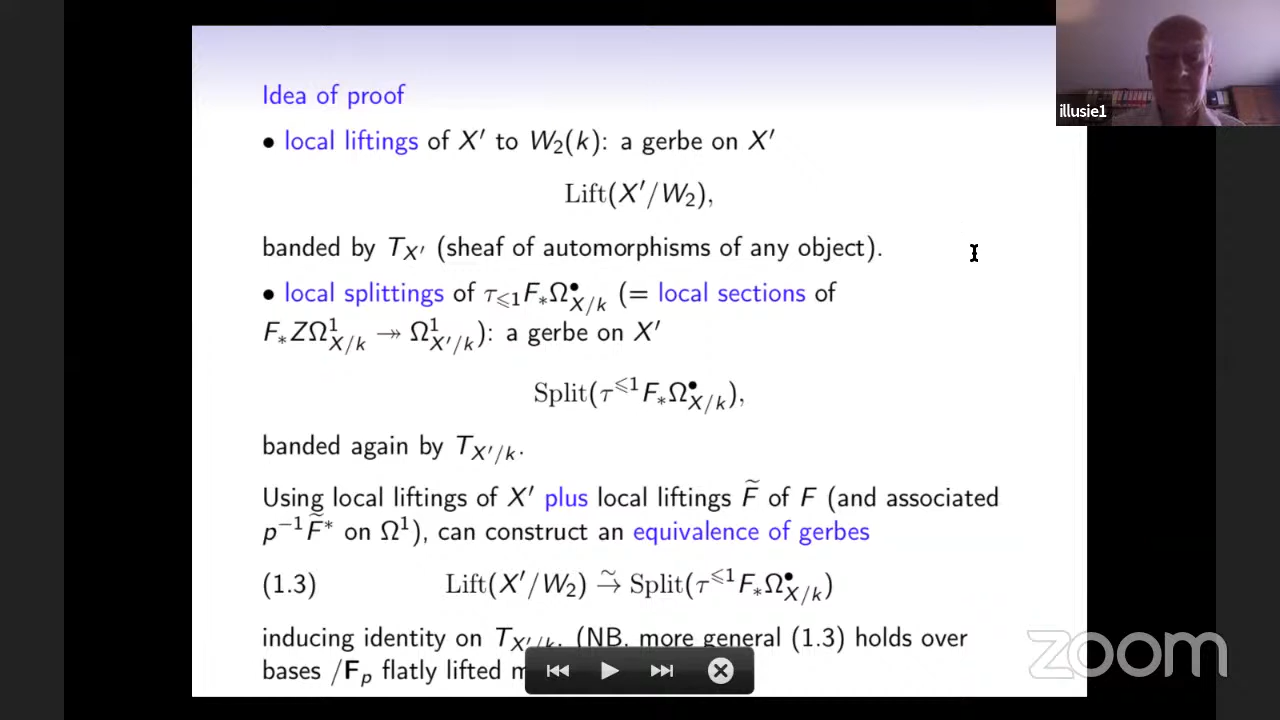 Idea of proof
• local liftings of X′ to W₂(k): a gerbe on X′
Lift(X′/W₂),
banded by T_{X′} (sheaf of automorphisms of any object).
• local splittings of τ_{⩽1}F_*Ω^•_{X/k} (= local sections of
F_*ZΩ^1_{X/k} ↠ Ω^1_{X′/k}): a gerbe on X′
Split(τ^{⩽1}F_*Ω^•_{X/k}),
banded again by T_{X′/k}.
Using local liftings of X′ plus local liftings F̃ of F (and associated
p^{−1}F̃^* on Ω^1), can construct an equivalence of gerbes
(1.3) Lift(X′/W₂) ⥲ Split(τ^{⩽1}F_*Ω^•_{X/k})
inducing identity on T_{X′/k}. (NB. more general (1.3) holds over
bases /F_p flatly lifted
illusie1
zoom